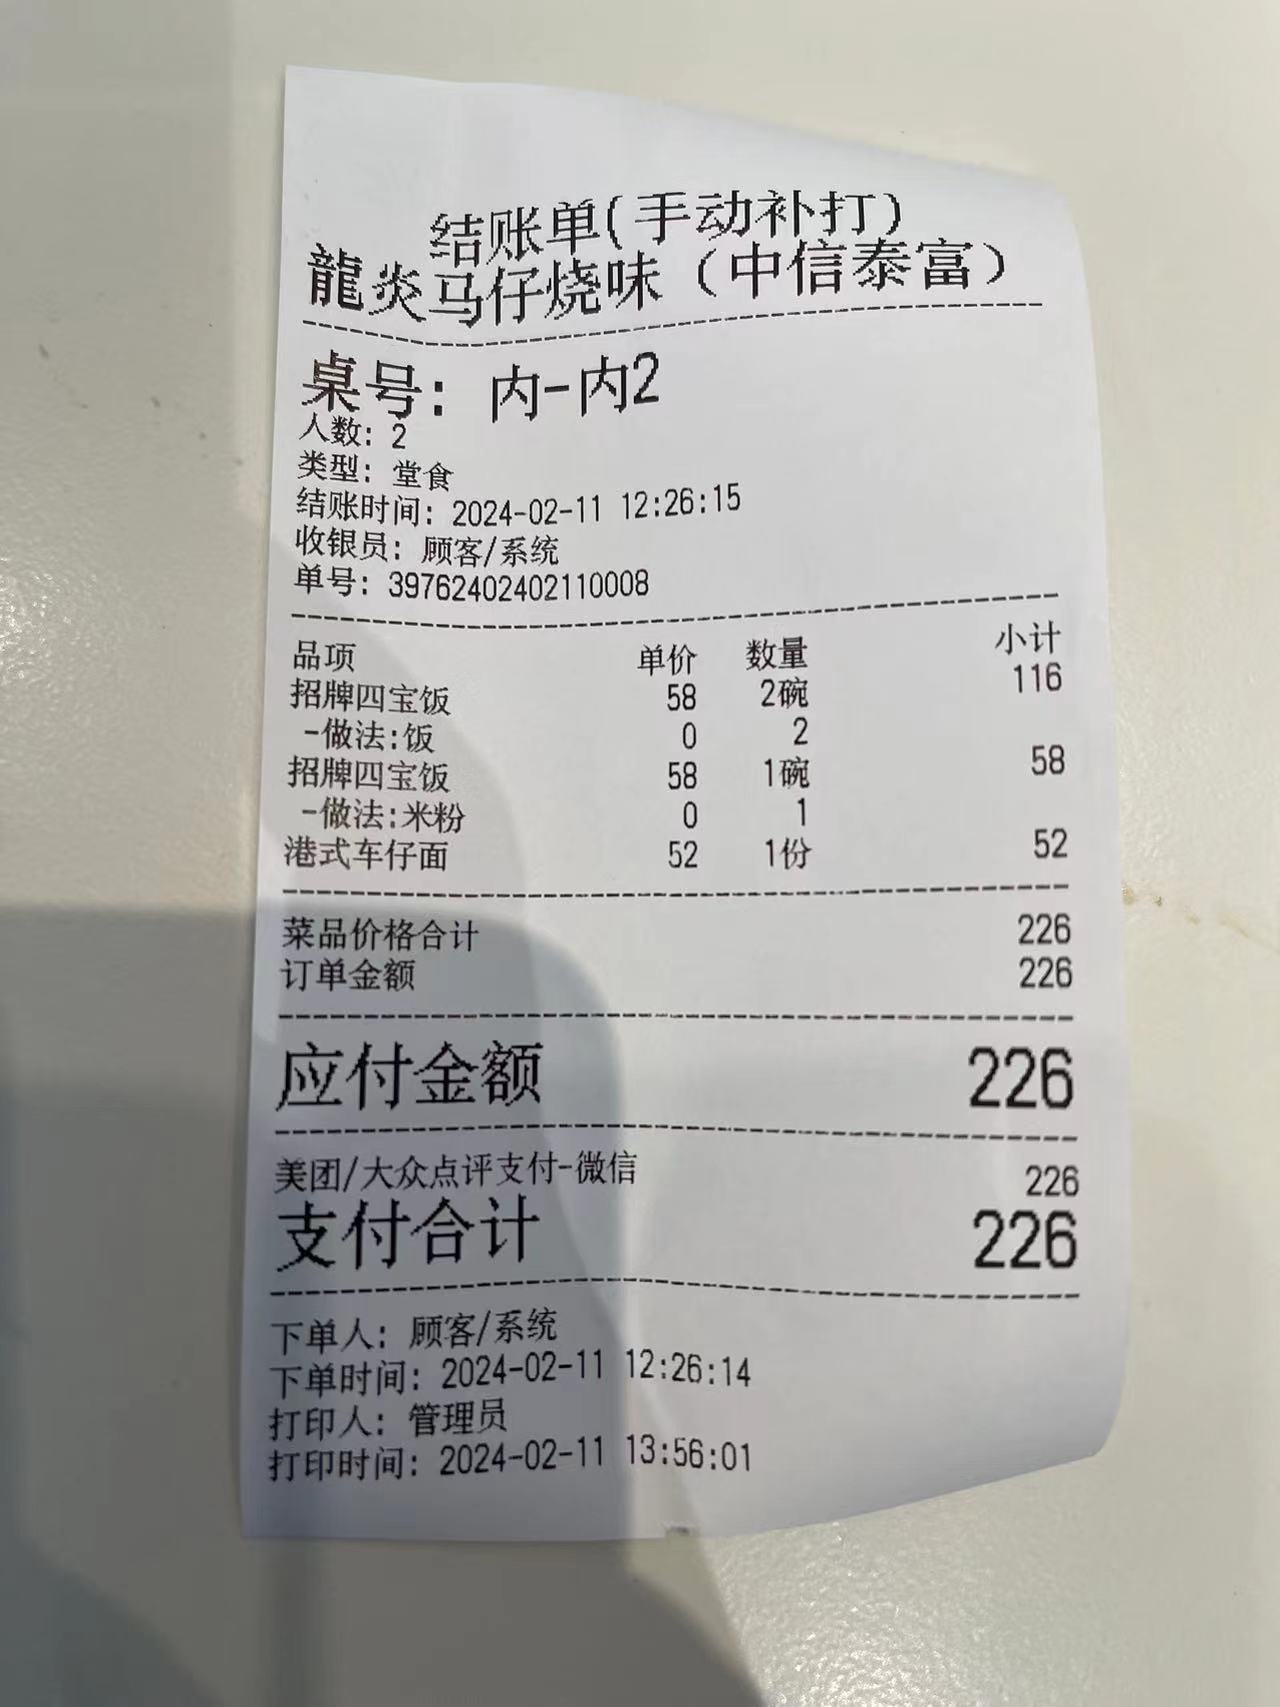 结账单(手动补打)
龍炎马仔烧味（中信泰富）
桌号: 内-内2
人数: 2
类型: 堂食
结账时间: 2024-02-11 12:26:15
收银员: 顾客/系统
单号: 39762402402110008
品项 单价 数量 小计
招牌四宝饭 58 2碗 116
-做法:饭 0 2
招牌四宝饭 58 1碗 58
-做法:米粉 0 1
港式车仔面 52 1份 52
菜品价格合计 226
订单金额 226
应付金额 226
美团/大众点评支付-微信 226
支付合计 226
下单人: 顾客/系统
下单时间: 2024-02-11 12:26:14
打印人: 管理员
打印时间: 2024-02-11 13:56:01